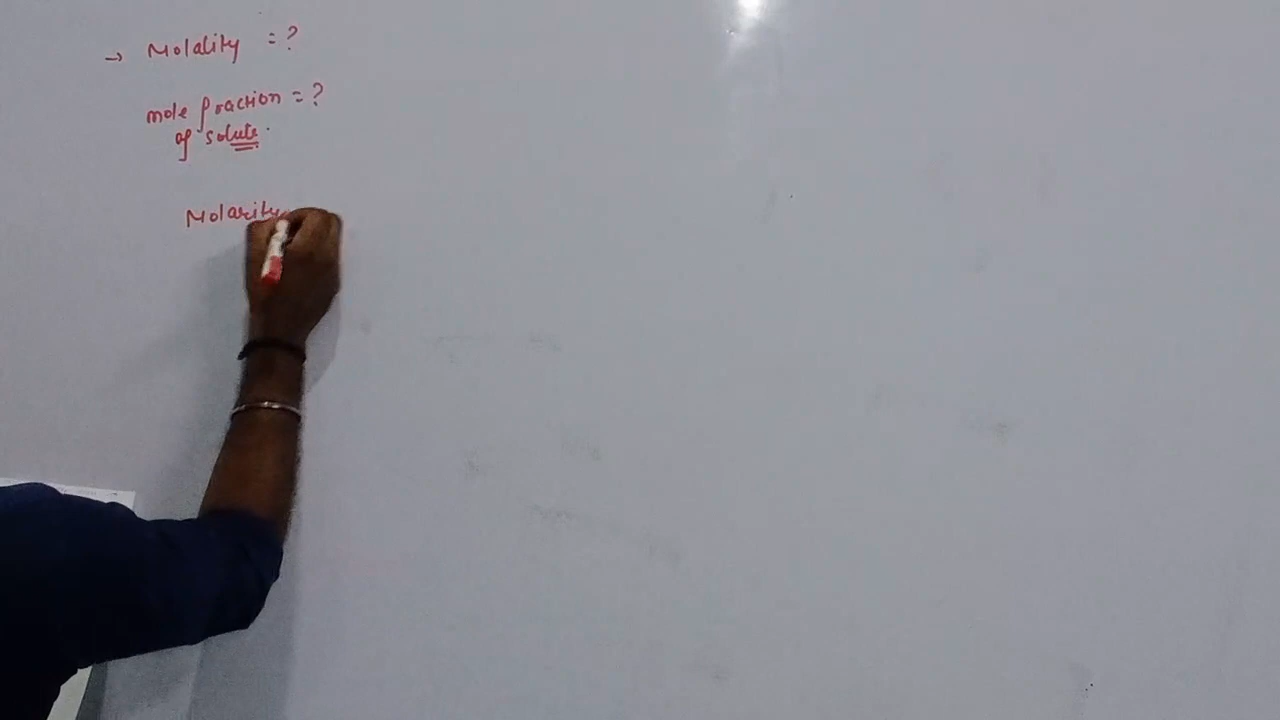 → Molality = ?
mole fraction = ?
of solute.
Molarity